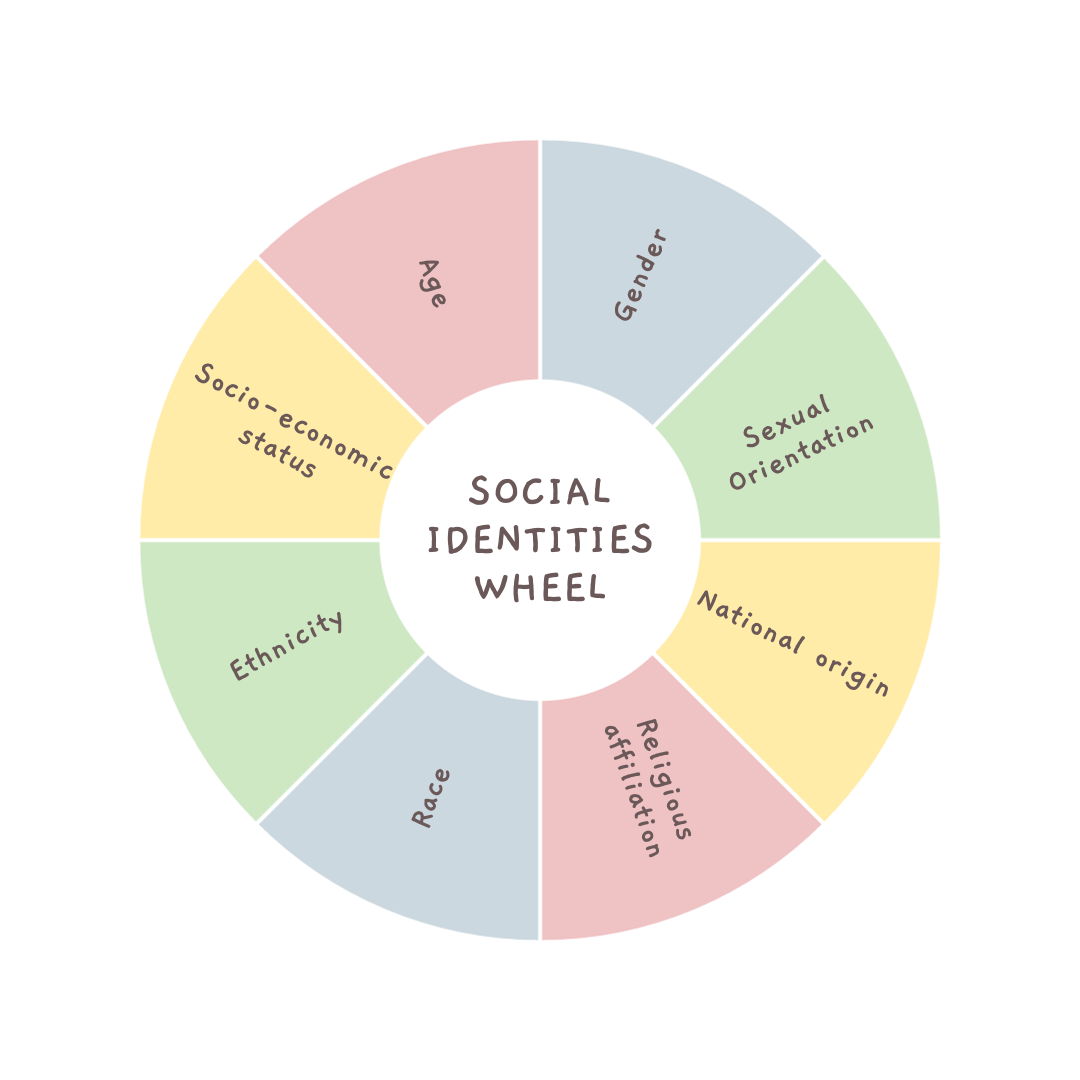 SOCIAL
IDENTITIES
WHEEL
Gender
Sexual
Orientation
National origin
Religious
affiliation
Race
Ethnicity
Socio-economic
status
Age